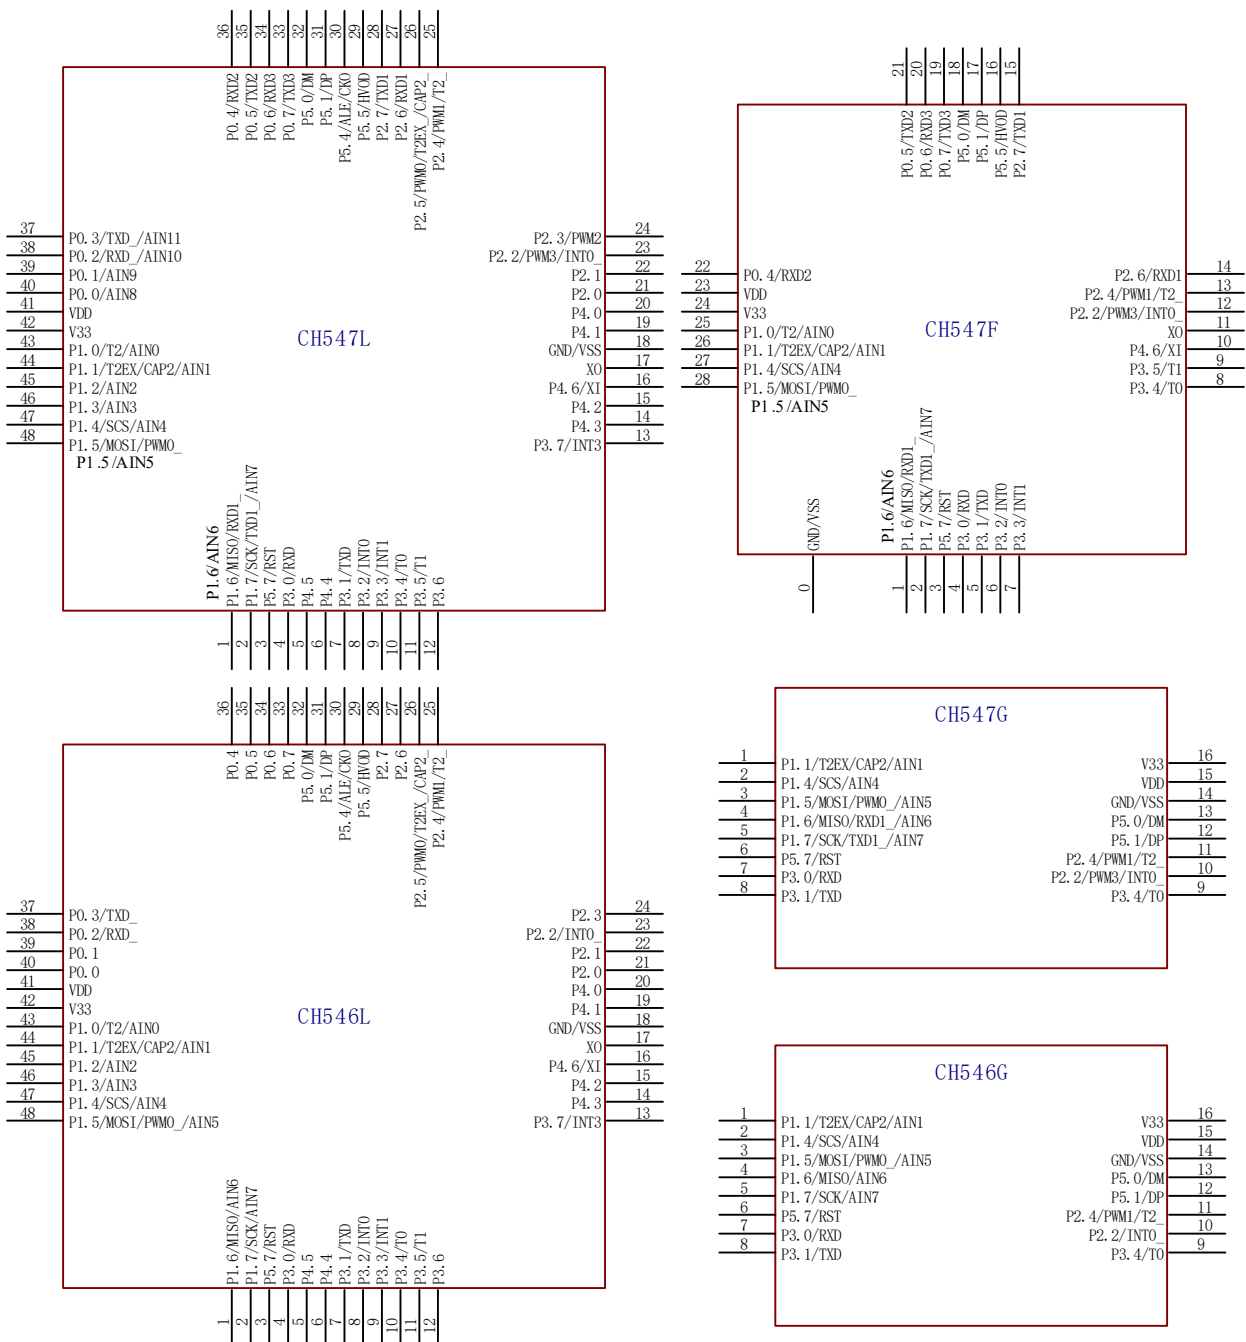 CH547L
36 P0.4/RXD2
35 P0.5/TXD2
34 P0.6/RXD3
33 P0.7/TXD3
32 P5.0/DM
31 P5.1/DP
30 P5.4/ALE/CKO
29 P5.5/HVOD
28 P2.7/TXD1
27 P2.6/RXD1
26 P2.5/PWM0/T2EX_/CAP2_
25 P2.4/PWM1/T2_
37 P0.3/TXD_/AIN11
38 P0.2/RXD_/AIN10
39 P0.1/AIN9
40 P0.0/AIN8
41 VDD
42 V33
43 P1.0/T2/AIN0
44 P1.1/T2EX/CAP2/AIN1
45 P1.2/AIN2
46 P1.3/AIN3
47 P1.4/SCS/AIN4
48 P1.5/MOSI/PWM0_
P1.5/AIN5
P2.3/PWM2 24
P2.2/PWM3/INT0_ 23
P2.1 22
P2.0 21
P4.0 20
P4.1 19
GND/VSS 18
XO 17
P4.6/XI 16
P4.2 15
P4.3 14
P3.7/INT3 13
P1.6/AIN6
1 P1.6/MISO/RXD1_
2 P1.7/SCK/TXD1_/AIN7
3 P5.7/RST
4 P3.0/RXD
5 P4.5
6 P4.4
7 P3.1/TXD
8 P3.2/INT0
9 P3.3/INT1
10 P3.4/T0
11 P3.5/T1
12 P3.6
CH547F
21 P0.5/TXD2
20 P0.6/RXD3
19 P0.7/TXD3
18 P5.0/DM
17 P5.1/DP
16 P5.5/HVOD
15 P2.7/TXD1
22 P0.4/RXD2
23 VDD
24 V33
25 P1.0/T2/AIN0
26 P1.1/T2EX/CAP2/AIN1
27 P1.4/SCS/AIN4
28 P1.5/MOSI/PWM0_
P1.5/AIN5
P2.6/RXD1 14
P2.4/PWM1/T2_ 13
P2.2/PWM3/INT0_ 12
XO 11
P4.6/XI 10
P3.5/T1 9
P3.4/T0 8
0 GND/VSS
P1.6/AIN6
1 P1.6/MISO/RXD1_
2 P1.7/SCK/TXD1_/AIN7
3 P5.7/RST
4 P3.0/RXD
5 P3.1/TXD
6 P3.2/INT0
7 P3.3/INT1
CH546L
36 P0.4
35 P0.5
34 P0.6
33 P0.7
32 P5.0/DM
31 P5.1/DP
30 P5.4/ALE/CKO
29 P5.5/HVOD
28 P2.7
27 P2.6
26 P2.5/PWM0/T2EX_/CAP2_
25 P2.4/PWM1/T2_
37 P0.3/TXD_
38 P0.2/RXD_
39 P0.1
40 P0.0
41 VDD
42 V33
43 P1.0/T2/AIN0
44 P1.1/T2EX/CAP2/AIN1
45 P1.2/AIN2
46 P1.3/AIN3
47 P1.4/SCS/AIN4
48 P1.5/MOSI/PWM0_/AIN5
P2.3 24
P2.2/INT0_ 23
P2.1 22
P2.0 21
P4.0 20
P4.1 19
GND/VSS 18
XO 17
P4.6/XI 16
P4.2 15
P4.3 14
P3.7/INT3 13
1 P1.6/MISO/AIN6
2 P1.7/SCK/AIN7
3 P5.7/RST
4 P3.0/RXD
5 P4.5
6 P4.4
7 P3.1/TXD
8 P3.2/INT0
9 P3.3/INT1
10 P3.4/T0
11 P3.5/T1
12 P3.6
CH547G
1 P1.1/T2EX/CAP2/AIN1
2 P1.4/SCS/AIN4
3 P1.5/MOSI/PWM0_/AIN5
4 P1.6/MISO/RXD1_/AIN6
5 P1.7/SCK/TXD1_/AIN7
6 P5.7/RST
7 P3.0/RXD
8 P3.1/TXD
V33 16
VDD 15
GND/VSS 14
P5.0/DM 13
P5.1/DP 12
P2.4/PWM1/T2_ 11
P2.2/PWM3/INT0_ 10
P3.4/T0 9
CH546G
1 P1.1/T2EX/CAP2/AIN1
2 P1.4/SCS/AIN4
3 P1.5/MOSI/PWM0_/AIN5
4 P1.6/MISO/AIN6
5 P1.7/SCK/AIN7
6 P5.7/RST
7 P3.0/RXD
8 P3.1/TXD
V33 16
VDD 15
GND/VSS 14
P5.0/DM 13
P5.1/DP 12
P2.4/PWM1/T2_ 11
P2.2/INT0_ 10
P3.4/T0 9